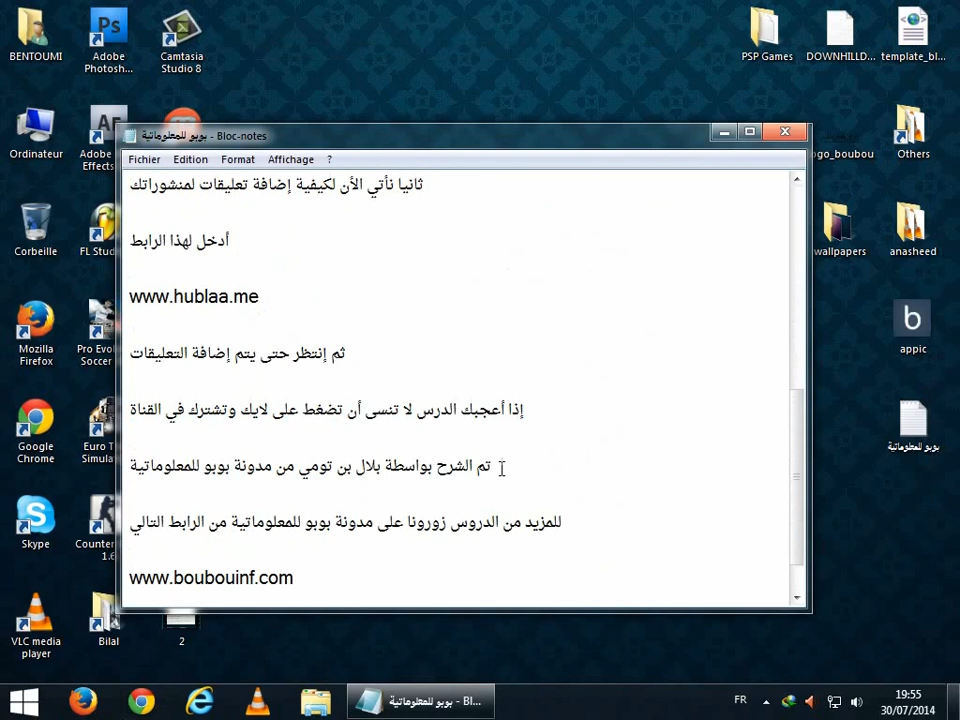 BENTOUMI
Adobe Photosh...
Camtasia Studio 8
PSP Games
DOWNHILLD...
template_bl...
Ordinateur
Adobe Effects
ogo_boubou
Others
Corbeille
FL Stud
wallpapers
anasheed
Mozilla Firefox
Pro Evol Soccer
b
appic
Google Chrome
Euro T Simula
بوبو للمعلوماتية
Skype
Counter 1.6
VLC media player
Bilal
2
بوبو للمعلوماتية - Bloc-notes
Fichier Edition Format Affichage ?
ثانيا نأتي الأن لكيفية إضافة تعليقات لمنشوراتك
أدخل لهذا الرابط
www.hublaa.me
ثم إنتظر حتى يتم إضافة التعليقات
إذا أعجبك الدرس لا تنسى أن تضغط على لايك وتشترك في القناة
تم الشرح بواسطة بلال بن تومي من مدونة بوبو للمعلوماتية
للمزيد من الدروس زورونا على مدونة بوبو للمعلوماتية من الرابط التالي
www.boubouinf.com
بوبو للمعلوماتية - Bl...
FR
19:55
30/07/2014